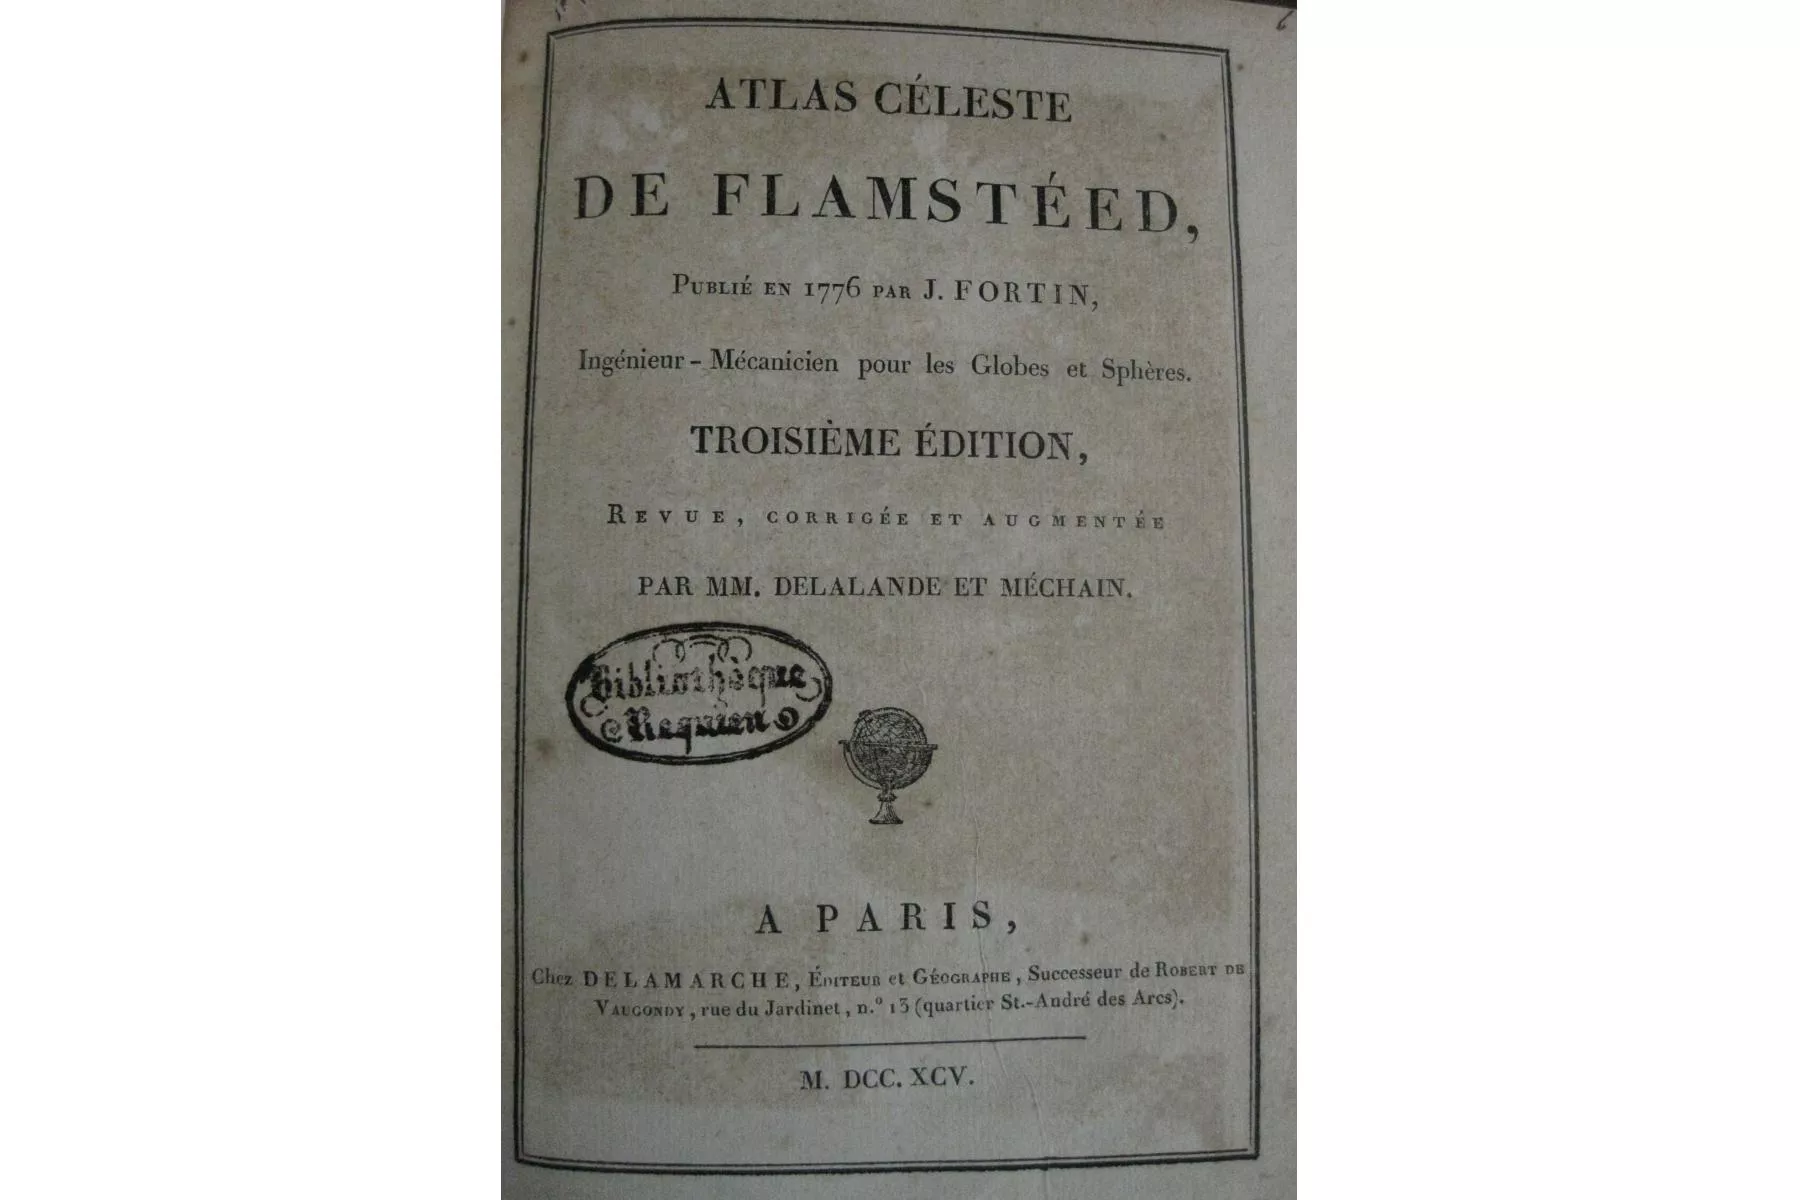 ATLAS CÉLESTE
DE FLAMSTÉED,
PUBLIÉ EN 1776 PAR J. FORTIN,
Ingénieur-Mécanicien pour les Globes et Sphères.
TROISIÈME ÉDITION,
REVUE, CORRIGÉE ET AUGMENTÉE
PAR MM. DELALANDE ET MÉCHAIN.
Bibliothèque
Requien
A PARIS,
Chez DELAMARCHE, ÉDITEUR et GÉOGRAPHE, Successeur de ROBERT DE
VAUGONDY, rue du Jardinet, n.º 13 (quartier St.-André des Arcs).
M. DCC. XCV.